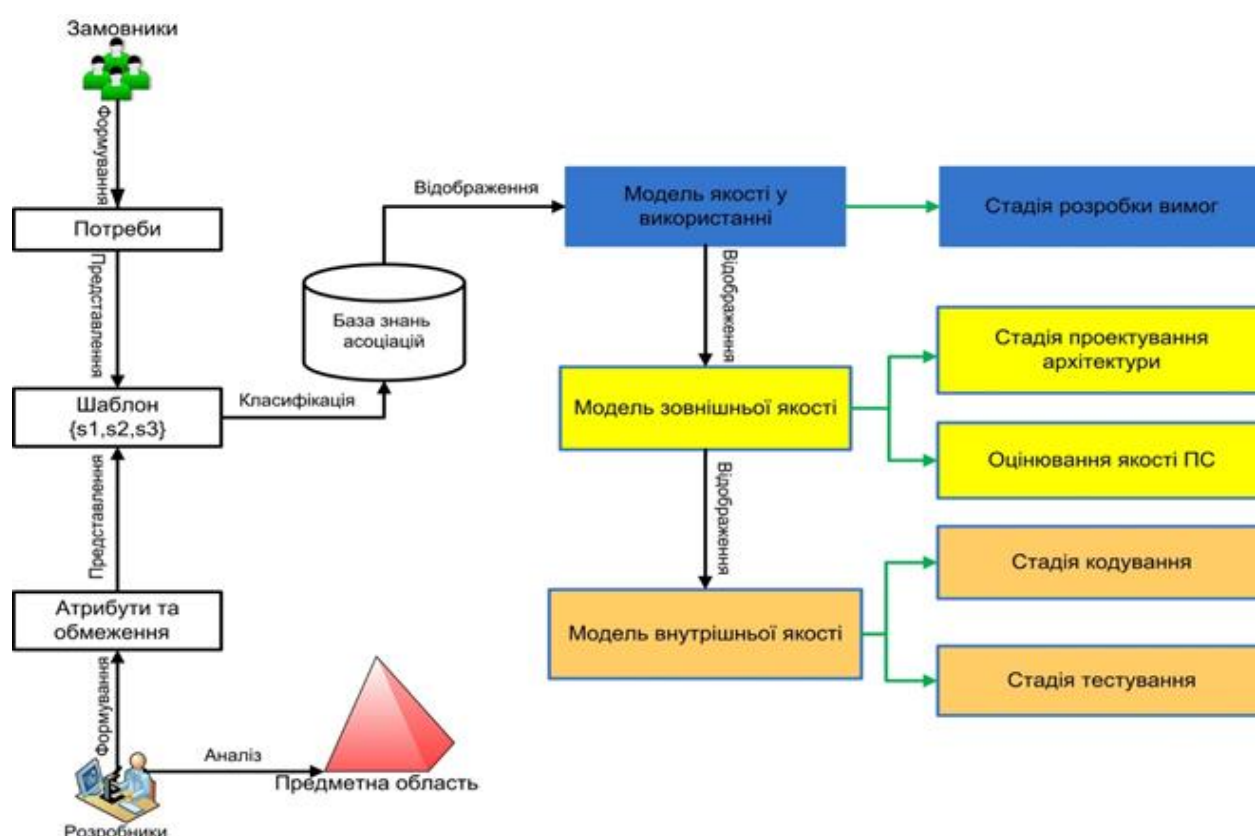 Замовники
Формування
Потреби
Представлення
Шаблон
{s1,s2,s3}
Класифікація
Представлення
Атрибути та
обмеження
Формування
Аналіз
Предметна область
Розробники
База знань
асоціацій
Відображення
Модель якості у
використанні
Відображення
Модель зовнішньої якості
Відображення
Модель внутрішньої якості
Стадія розробки вимог
Стадія проектування
архітектури
Оцінювання якості ПС
Стадія кодування
Стадія тестування